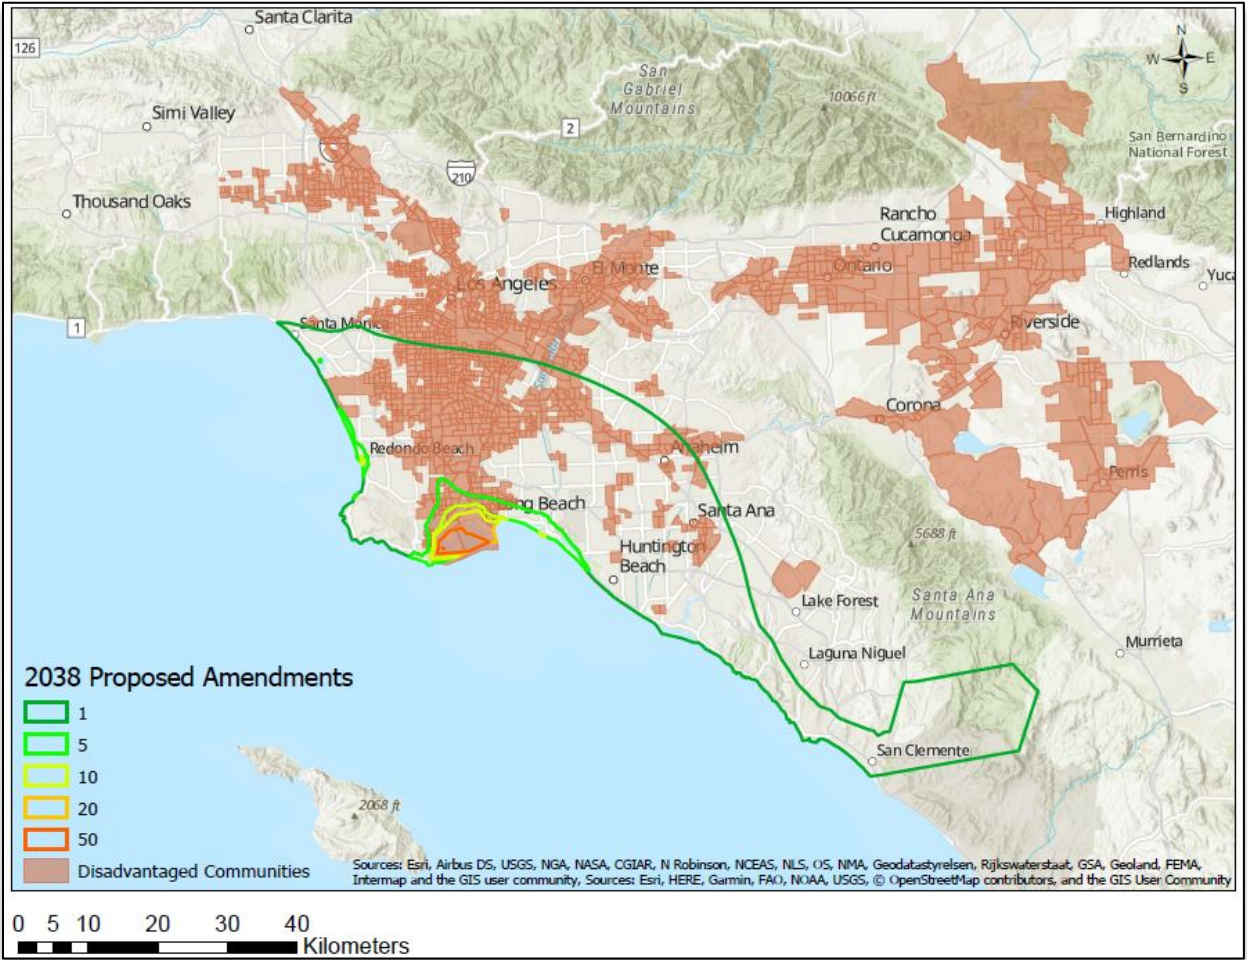 Santa Clarita
126
N
W E
S
San
Gabriel
Mountains
10066 ft
Simi Valley
2
San Bernardino
National Forest
210
Thousand Oaks
Rancho
Cucamonga
Highland
El Monte
Ontario
Redlands
Los Angeles
Yuca
1
Santa Monic
Riverside
Corona
Redondo Beach
Anaheim
Perris
ong Beach
Santa Ana
5688 ft
Huntington
Beach
Santa Ana
Mountains
Lake Forest
Murrieta
Laguna Niguel
2038 Proposed Amendments
1
5
San Clemente
10
20
2068 ft
50
Disadvantaged Communities
Sources: Esri, Airbus DS, USGS, NGA, NASA, CGIAR, N Robinson, NCEAS, NLS, OS, NMA, Geodatastyrelsen, Rijkswaterstaat, GSA, Geoland, FEMA,
Intermap and the GIS user community, Sources: Esri, HERE, Garmin, FAO, NOAA, USGS, © OpenStreetMap contributors, and the GIS User Community
0 5 10 20 30 40
Kilometers